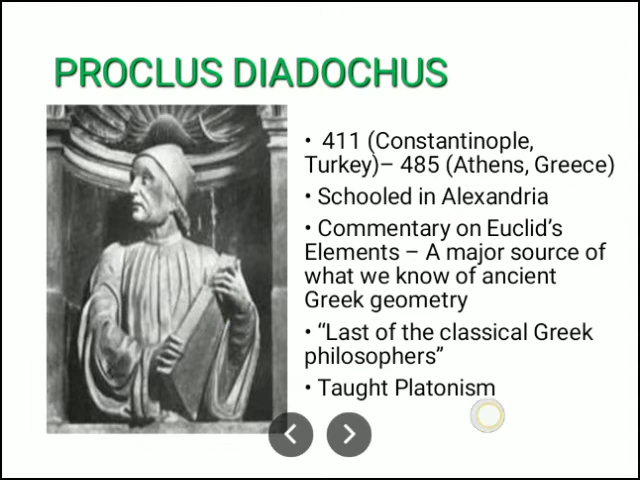 PROCLUS DIADOCHUS
• 411 (Constantinople,
Turkey)– 485 (Athens, Greece)
• Schooled in Alexandria
• Commentary on Euclid’s
Elements – A major source of
what we know of ancient
Greek geometry
• “Last of the classical Greek
philosophers”
• Taught Platonism